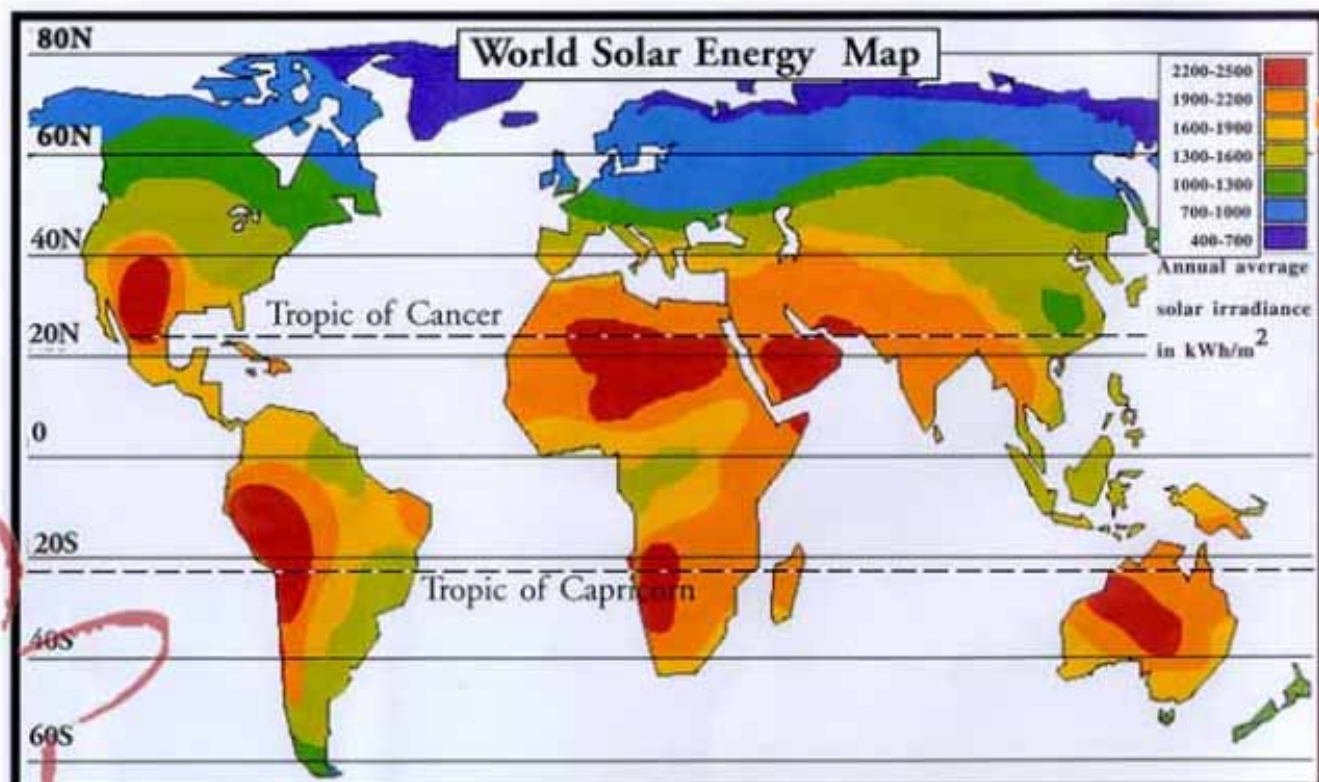 World Solar Energy Map
80N
60N
40N
Tropic of Cancer
20N
0
20S
Tropic of Capricorn
40S
60S
2200-2500
1900-2200
1600-1900
1300-1600
1000-1300
700-1000
400-700
Annual average
solar irradiance
in kWh/m²